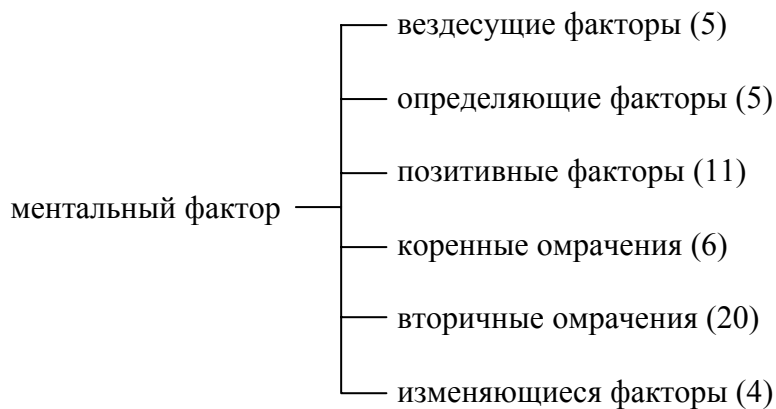 вездесущие факторы (5)
определяющие факторы (5)
позитивные факторы (11)
ментальный фактор
коренные омрачения (6)
вторичные омрачения (20)
изменяющиеся факторы (4)